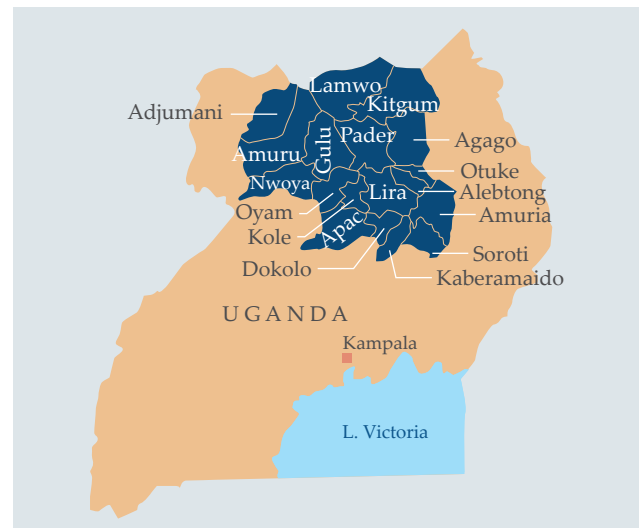 Lamwo
Kitgum
Adjumani
Gulu
Pader
Agago
Amuru
Otuke
Nwoya
Lira
Alebtong
Oyam
Amuria
Kole
Apac
Dokolo
Soroti
Kaberamaido
UGANDA
Kampala
L. Victoria